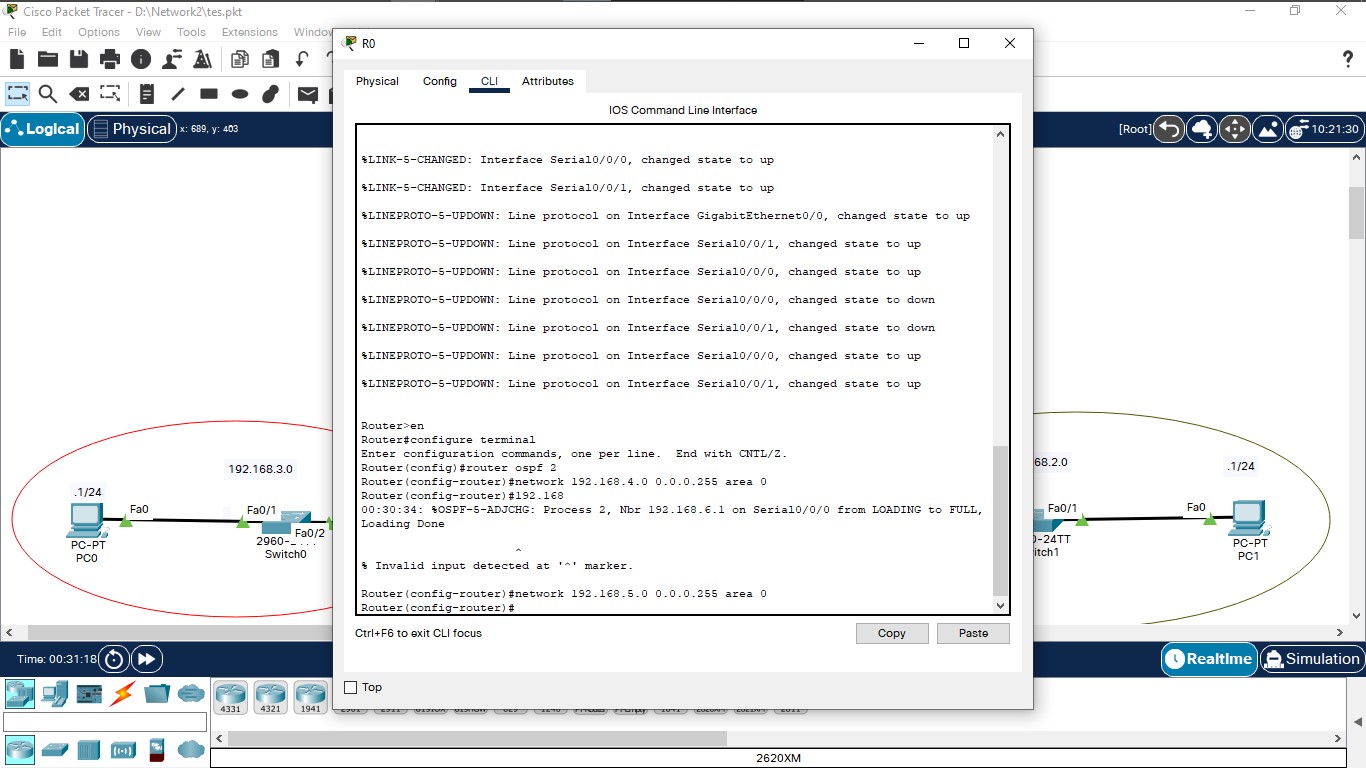 Cisco Packet Tracer - D:\Network2\tes.pkt
File Edit Options View Tools Extensions Window
R0
Physical Config CLI Attributes
IOS Command Line Interface
Logical Physical x: 689, y: 403
[Root] 10:21:30
%LINK-5-CHANGED: Interface Serial0/0/0, changed state to up
%LINK-5-CHANGED: Interface Serial0/0/1, changed state to up
%LINEPROTO-5-UPDOWN: Line protocol on Interface GigabitEthernet0/0, changed state to up
%LINEPROTO-5-UPDOWN: Line protocol on Interface Serial0/0/1, changed state to up
%LINEPROTO-5-UPDOWN: Line protocol on Interface Serial0/0/0, changed state to up
%LINEPROTO-5-UPDOWN: Line protocol on Interface Serial0/0/0, changed state to down
%LINEPROTO-5-UPDOWN: Line protocol on Interface Serial0/0/1, changed state to down
%LINEPROTO-5-UPDOWN: Line protocol on Interface Serial0/0/0, changed state to up
%LINEPROTO-5-UPDOWN: Line protocol on Interface Serial0/0/1, changed state to up
Router>en
Router#configure terminal
Enter configuration commands, one per line. End with CNTL/Z.
Router(config)#router ospf 2
Router(config-router)#network 192.168.4.0 0.0.0.255 area 0
Router(config-router)#192.168
00:30:34: %OSPF-5-ADJCHG: Process 2, Nbr 192.168.6.1 on Serial0/0/0 from LOADING to FULL,
Loading Done
^
% Invalid input detected at '^' marker.
Router(config-router)#network 192.168.5.0 0.0.0.255 area 0
Router(config-router)#
Ctrl+F6 to exit CLI focus
Copy Paste
Top
192.168.3.0
.1/24
Fa0
Fa0/1
Fa0/2
PC-PT
PC0
Switch0
68.2.0
.1/24
Fa0/1
Fa0
0-24TT
itch1
PC-PT
PC1
Time: 00:31:18
Realtime Simulation
4331 4321 1941
2620XM